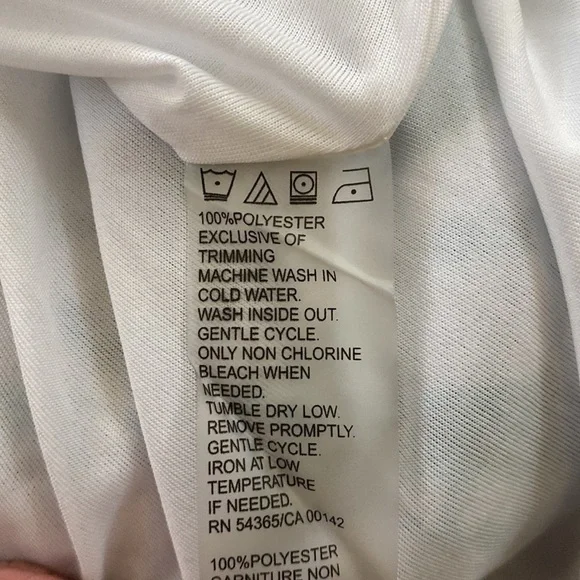 100%POLYESTER
EXCLUSIVE OF
TRIMMING
MACHINE WASH IN
COLD WATER.
WASH INSIDE OUT.
GENTLE CYCLE.
ONLY NON CHLORINE
BLEACH WHEN
NEEDED.
TUMBLE DRY LOW.
REMOVE PROMPTLY.
GENTLE CYCLE.
IRON AT LOW
TEMPERATURE
IF NEEDED.
RN 54365/CA 00142
100%POLYESTER
GARNITURE NON